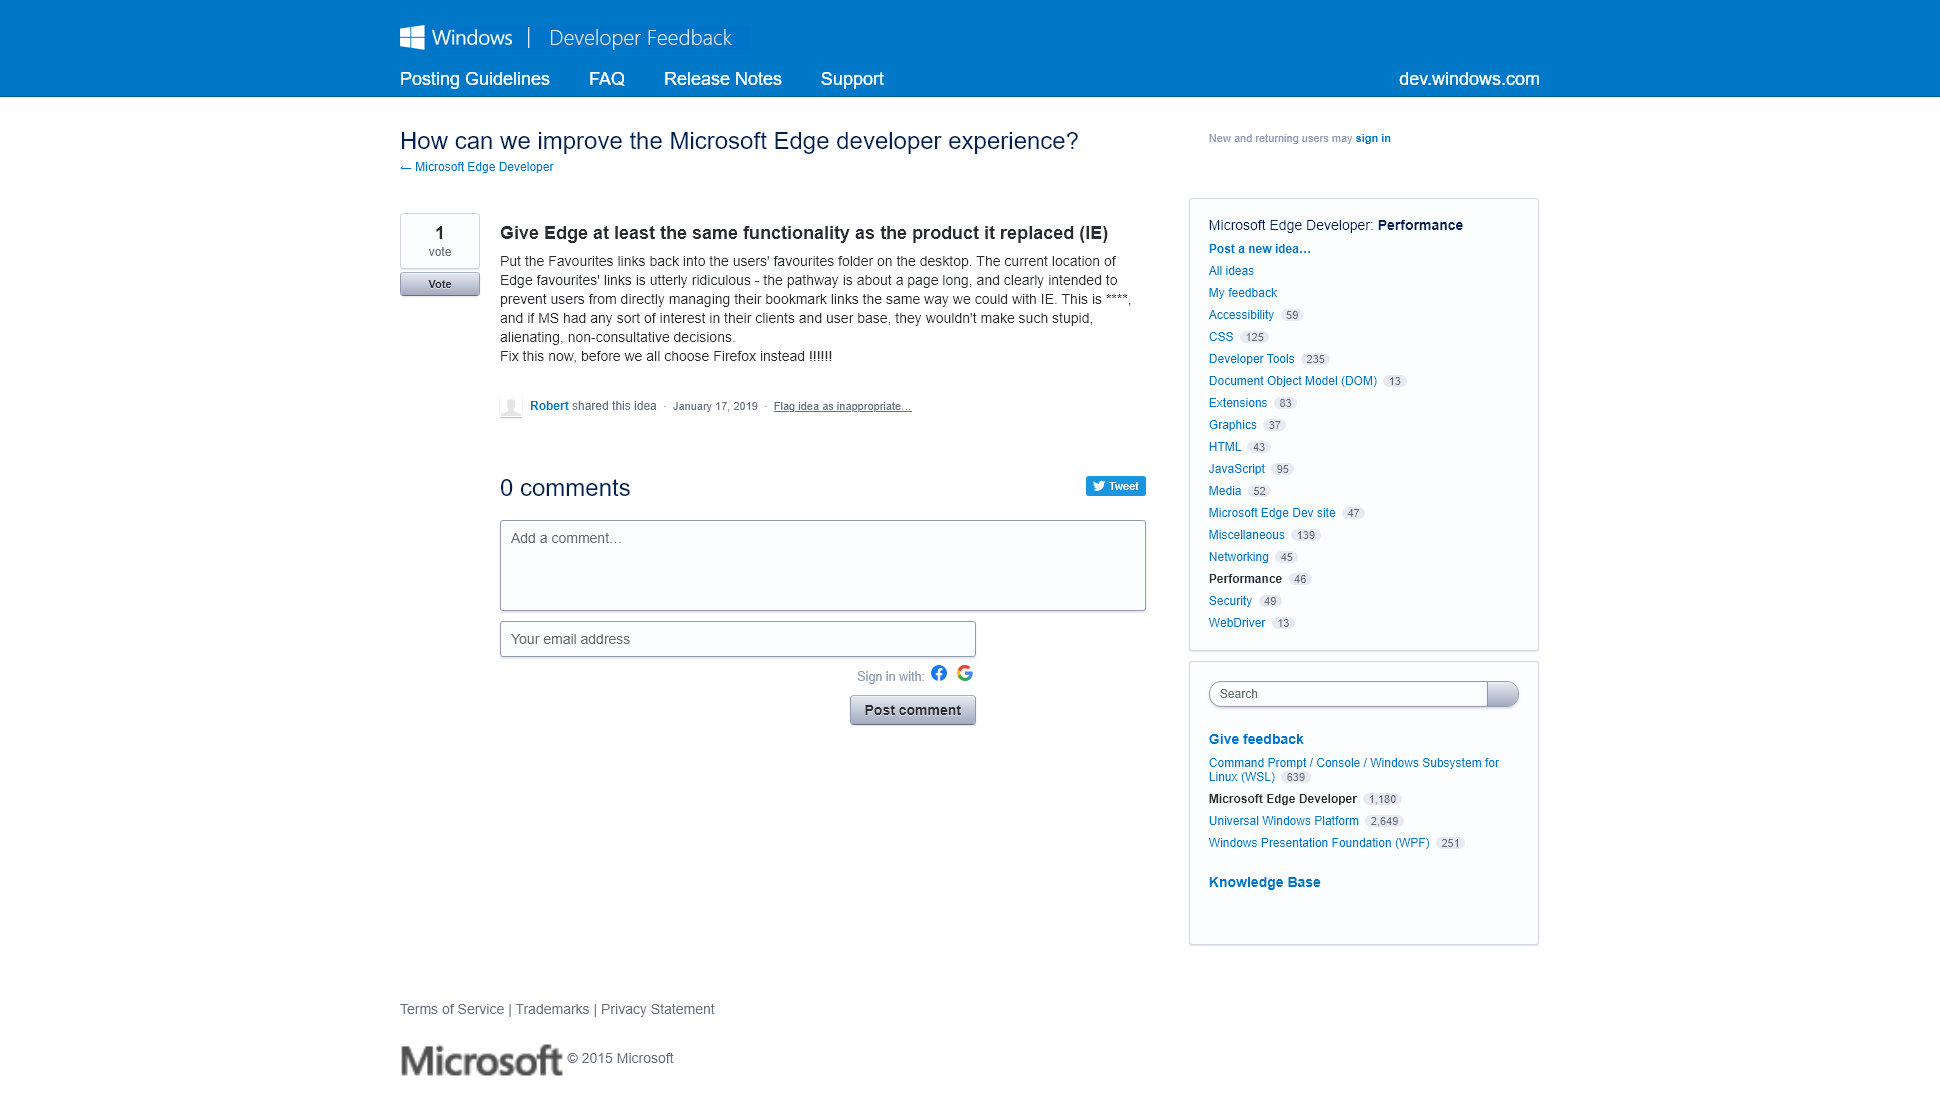 Windows | Developer Feedback
Posting Guidelines FAQ Release Notes Support dev.windows.com
How can we improve the Microsoft Edge developer experience?
← Microsoft Edge Developer
New and returning users may sign in
1
vote
Vote
Give Edge at least the same functionality as the product it replaced (IE)
Put the Favourites links back into the users' favourites folder on the desktop. The current location of
Edge favourites' links is utterly ridiculous - the pathway is about a page long, and clearly intended to
prevent users from directly managing their bookmark links the same way we could with IE. This is ****,
and if MS had any sort of interest in their clients and user base, they wouldn't make such stupid,
alienating, non-consultative decisions.
Fix this now, before we all choose Firefox instead !!!!!!
Robert shared this idea · January 17, 2019 · Flag idea as inappropriate…
0 comments
Tweet
Add a comment…
Your email address
Sign in with:
Post comment
Microsoft Edge Developer: Performance
Post a new idea…
All ideas
My feedback
Accessibility 59
CSS 125
Developer Tools 235
Document Object Model (DOM) 13
Extensions 83
Graphics 37
HTML 43
JavaScript 95
Media 52
Microsoft Edge Dev site 47
Miscellaneous 139
Networking 45
Performance 46
Security 49
WebDriver 13
Search
Give feedback
Command Prompt / Console / Windows Subsystem for
Linux (WSL) 639
Microsoft Edge Developer 1,180
Universal Windows Platform 2,649
Windows Presentation Foundation (WPF) 251
Knowledge Base
Terms of Service | Trademarks | Privacy Statement
Microsoft © 2015 Microsoft